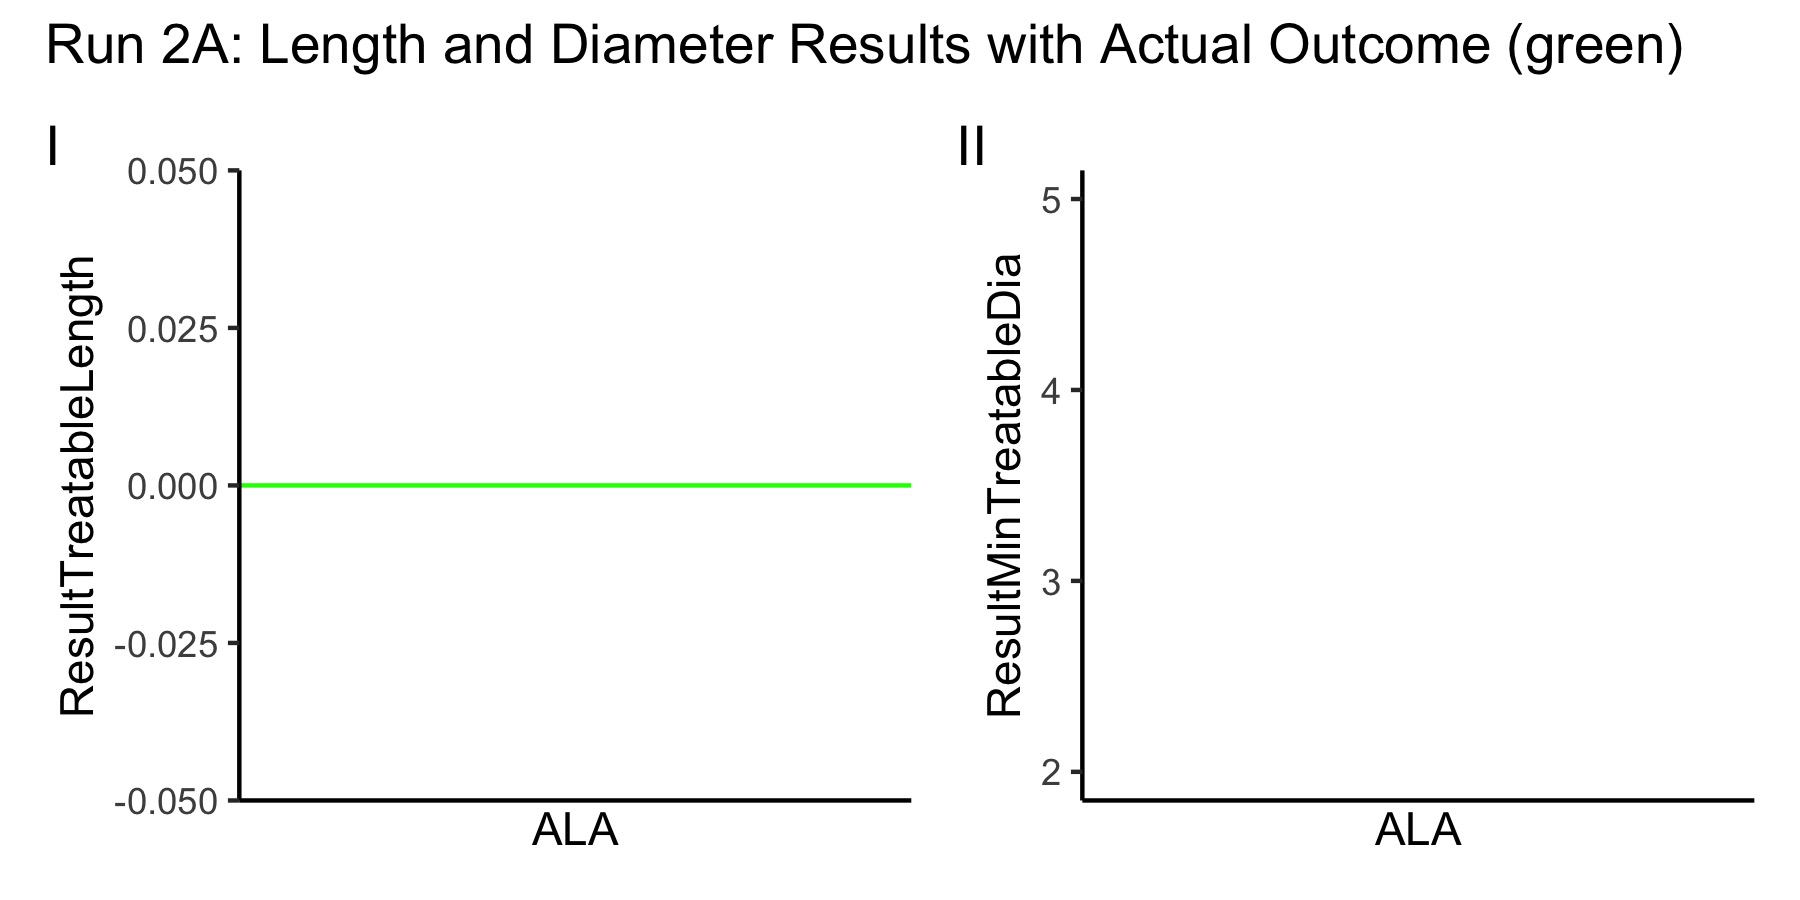 Run 2A: Length and Diameter Results with Actual Outcome (green)
I
0.050
0.025
0.000
-0.025
-0.050
ResultTreatableLength
ALA
II
5
4
3
2
ResultMinTreatableDia
ALA